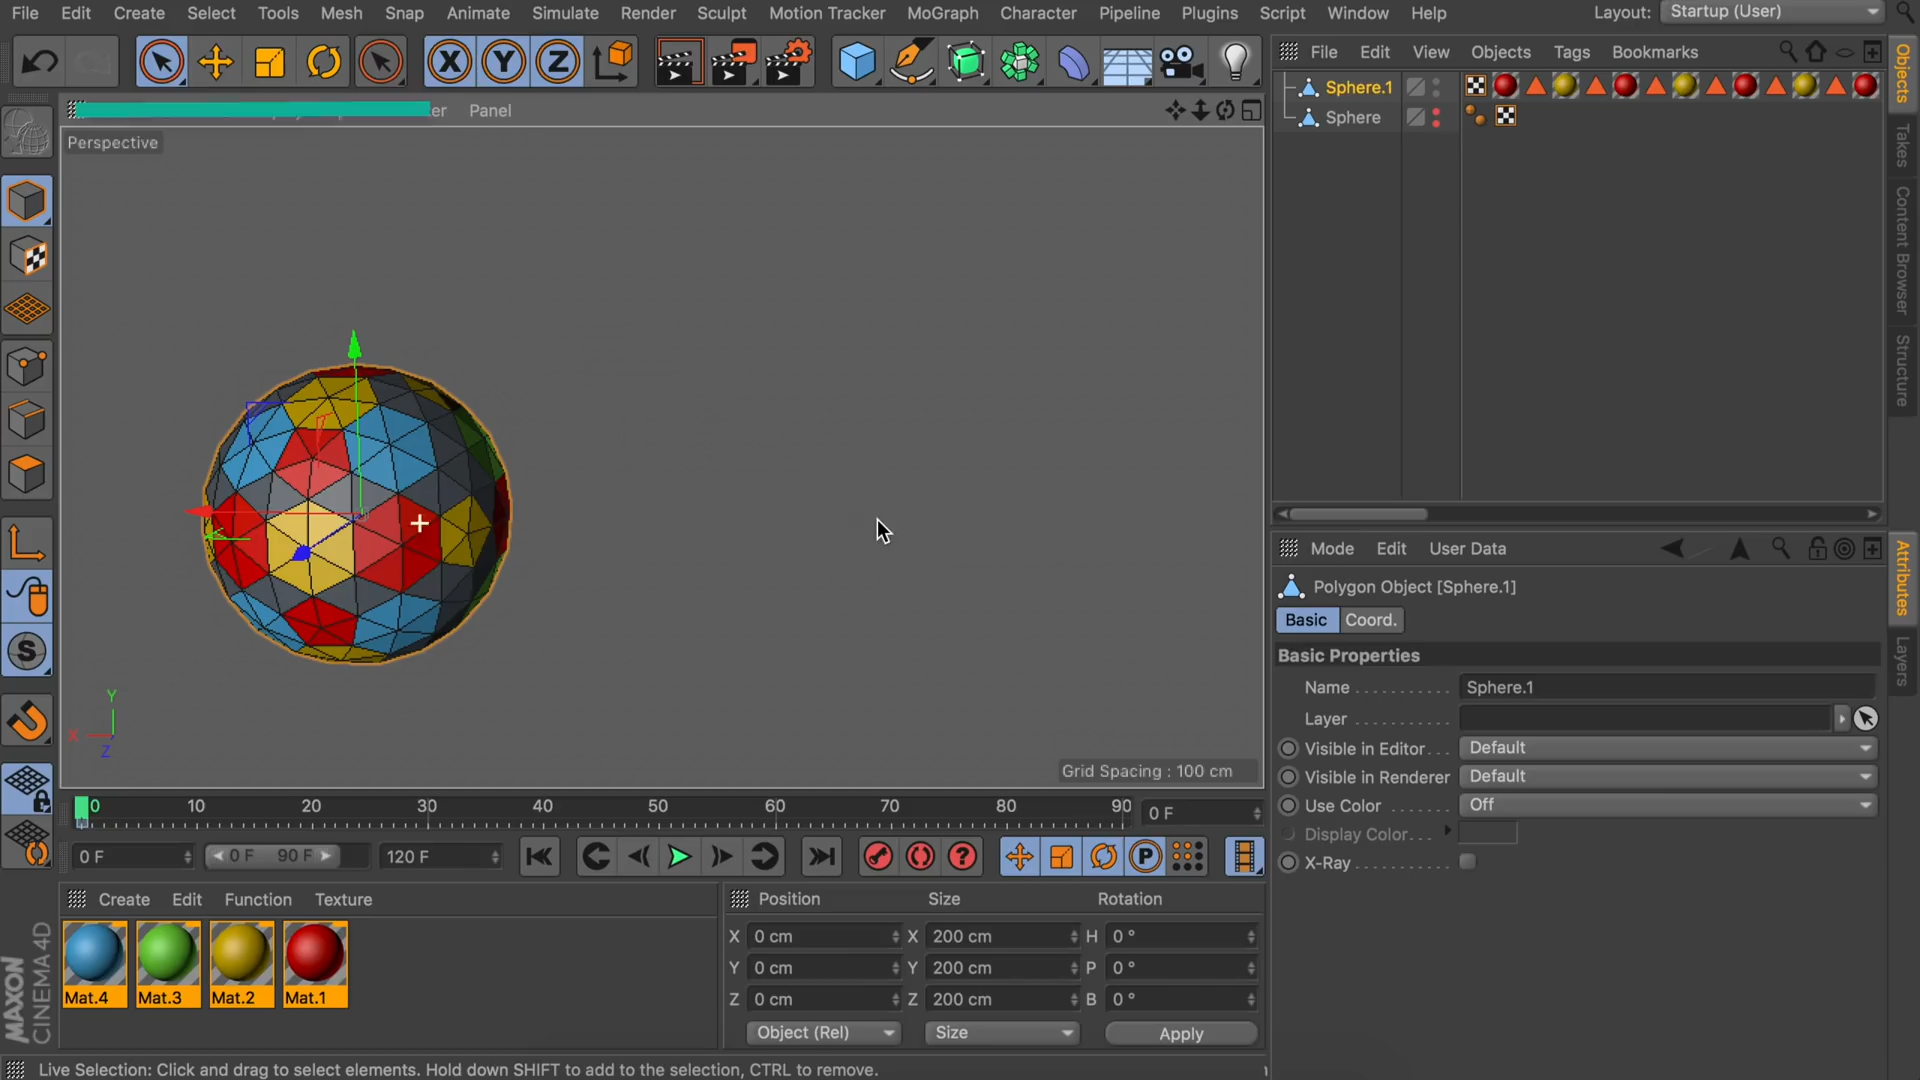 File Edit Create Select Tools Mesh Snap Animate Simulate Render Sculpt Motion Tracker MoGraph Character Pipeline Plugins Script Window Help Layout: Startup (User)
X Y Z
File Edit View Objects Tags Bookmarks
Sphere.1
Sphere
er Panel
Perspective
Objects
Takes
Content Browser
Structure
S
Y
X
Z
Grid Spacing : 100 cm
Mode Edit User Data
Polygon Object [Sphere.1]
Basic Coord.
Basic Properties
Name Sphere.1
Layer
Visible in Editor Default
Visible in Renderer Default
Use Color Off
Display Color
X-Ray
Attributes
Layers
0 10 20 30 40 50 60 70 80 90 0 F
0 F 0 F 90 F 120 F ? P
Create Edit Function Texture
Mat.4 Mat.3 Mat.2 Mat.1
Position Size Rotation
X 0 cm X 200 cm H 0 °
Y 0 cm Y 200 cm P 0 °
Z 0 cm Z 200 cm B 0 °
Object (Rel) Size Apply
MAXON
CINEMA 4D
Live Selection: Click and drag to select elements. Hold down SHIFT to add to the selection, CTRL to remove.